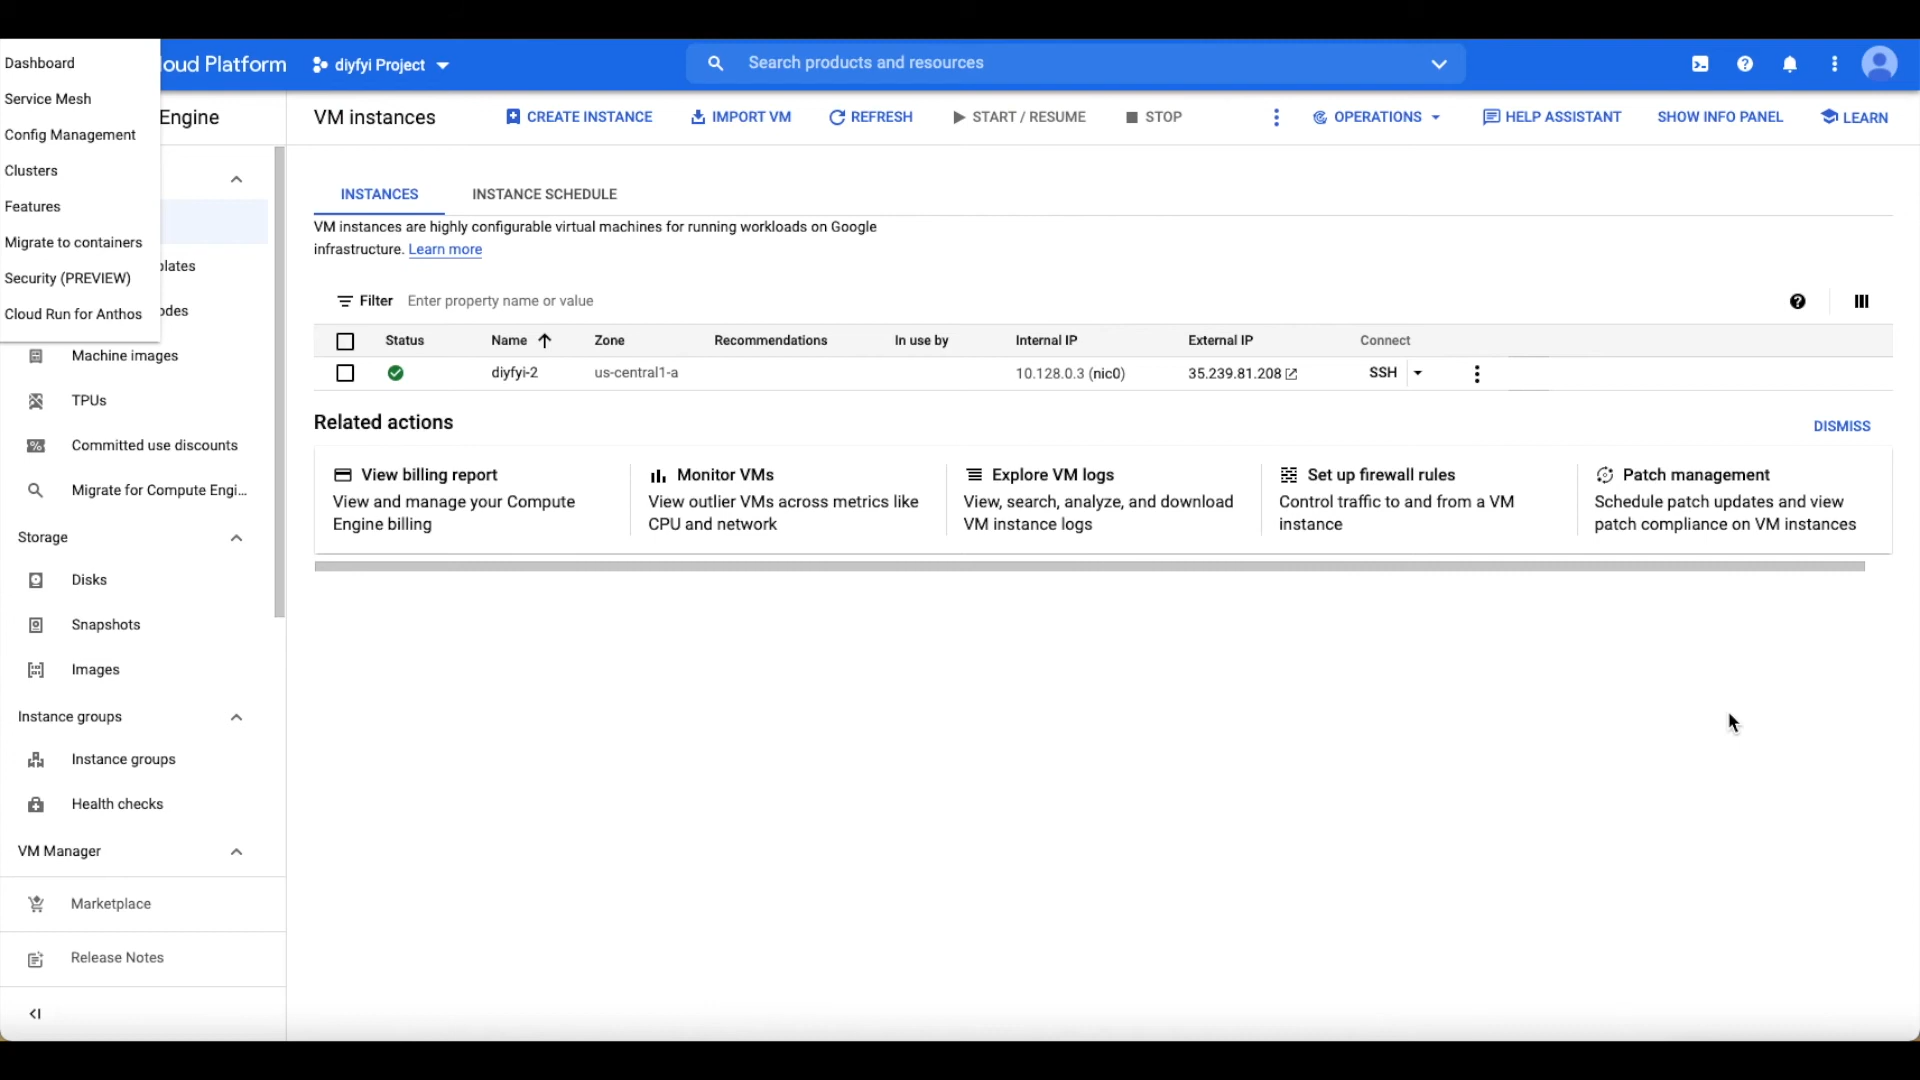 Dashboard
Service Mesh
Config Management
Clusters
Features
Migrate to containers
Security (PREVIEW)
Cloud Run for Anthos
loud Platform
diyfyi Project
Search products and resources
Engine
VM instances
CREATE INSTANCE
IMPORT VM
REFRESH
START / RESUME
STOP
OPERATIONS
HELP ASSISTANT
SHOW INFO PANEL
LEARN
plates
odes
Machine images
TPUs
Committed use discounts
Migrate for Compute Engi...
Storage
Disks
Snapshots
Images
Instance groups
Instance groups
Health checks
VM Manager
Marketplace
Release Notes
INSTANCES
INSTANCE SCHEDULE
VM instances are highly configurable virtual machines for running workloads on Google
infrastructure. Learn more
Filter Enter property name or value
Status Name Zone Recommendations In use by Internal IP External IP Connect
diyfyi-2 us-central1-a 10.128.0.3 (nic0) 35.239.81.208 SSH
Related actions
DISMISS
View billing report
View and manage your Compute
Engine billing
Monitor VMs
View outlier VMs across metrics like
CPU and network
Explore VM logs
View, search, analyze, and download
VM instance logs
Set up firewall rules
Control traffic to and from a VM
instance
Patch management
Schedule patch updates and view
patch compliance on VM instances